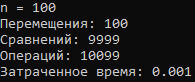 n = 100
Перемещения: 100
Сравнений: 9999
Операций: 10099
Затраченное время: 0.001